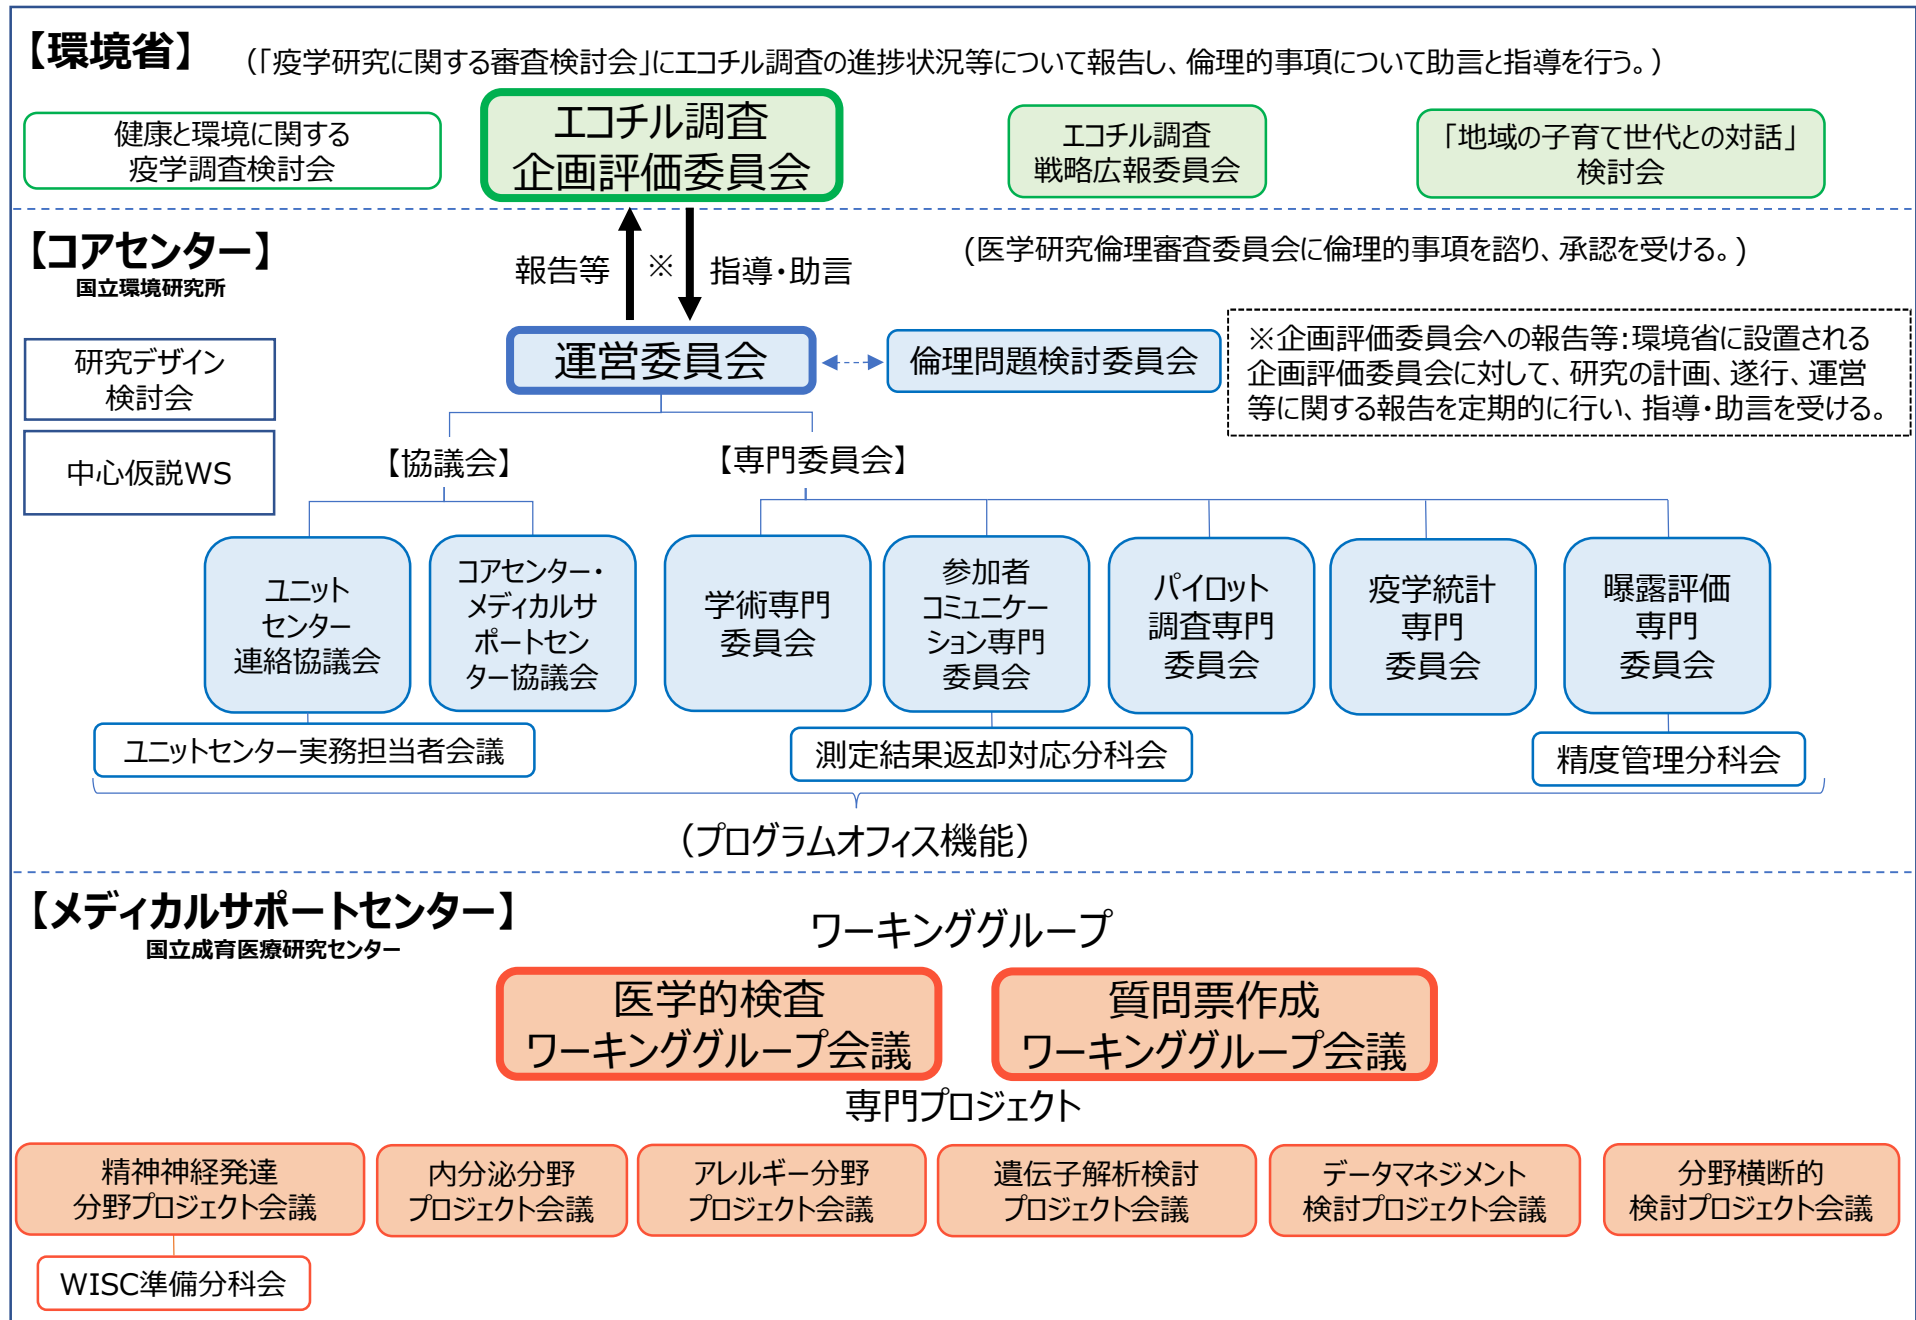 【環境省】
(「疫学研究に関する審査検討会」にエコチル調査の進捗状況等について報告し、倫理的事項について助言と指導を行う。)
健康と環境に関する
疫学調査検討会
エコチル調査
企画評価委員会
エコチル調査
戦略広報委員会
「地域の子育て世代との対話」
検討会
【コアセンター】
国立環境研究所
報告等
※
指導・助言
(医学研究倫理審査委員会に倫理的事項を諮り、承認を受ける。)
研究デザイン
検討会
中心仮説WS
運営委員会
倫理問題検討委員会
※企画評価委員会への報告等：環境省に設置される
企画評価委員会に対して、研究の計画、遂行、運営
等に関する報告を定期的に行い、指導・助言を受ける。
【協議会】
【専門委員会】
ユニット
センター
連絡協議会
コアセンター・
メディカルサ
ポートセン
ター協議会
学術専門
委員会
参加者
コミュニケー
ション専門
委員会
パイロット
調査専門
委員会
疫学統計
専門
委員会
曝露評価
専門
委員会
ユニットセンター実務担当者会議
測定結果返却対応分科会
精度管理分科会
(プログラムオフィス機能)
【メディカルサポートセンター】
国立成育医療研究センター
ワーキンググループ
医学的検査
ワーキンググループ会議
質問票作成
ワーキンググループ会議
専門プロジェクト
精神神経発達
分野プロジェクト会議
内分泌分野
プロジェクト会議
アレルギー分野
プロジェクト会議
遺伝子解析検討
プロジェクト会議
データマネジメント
検討プロジェクト会議
分野横断的
検討プロジェクト会議
WISC準備分科会